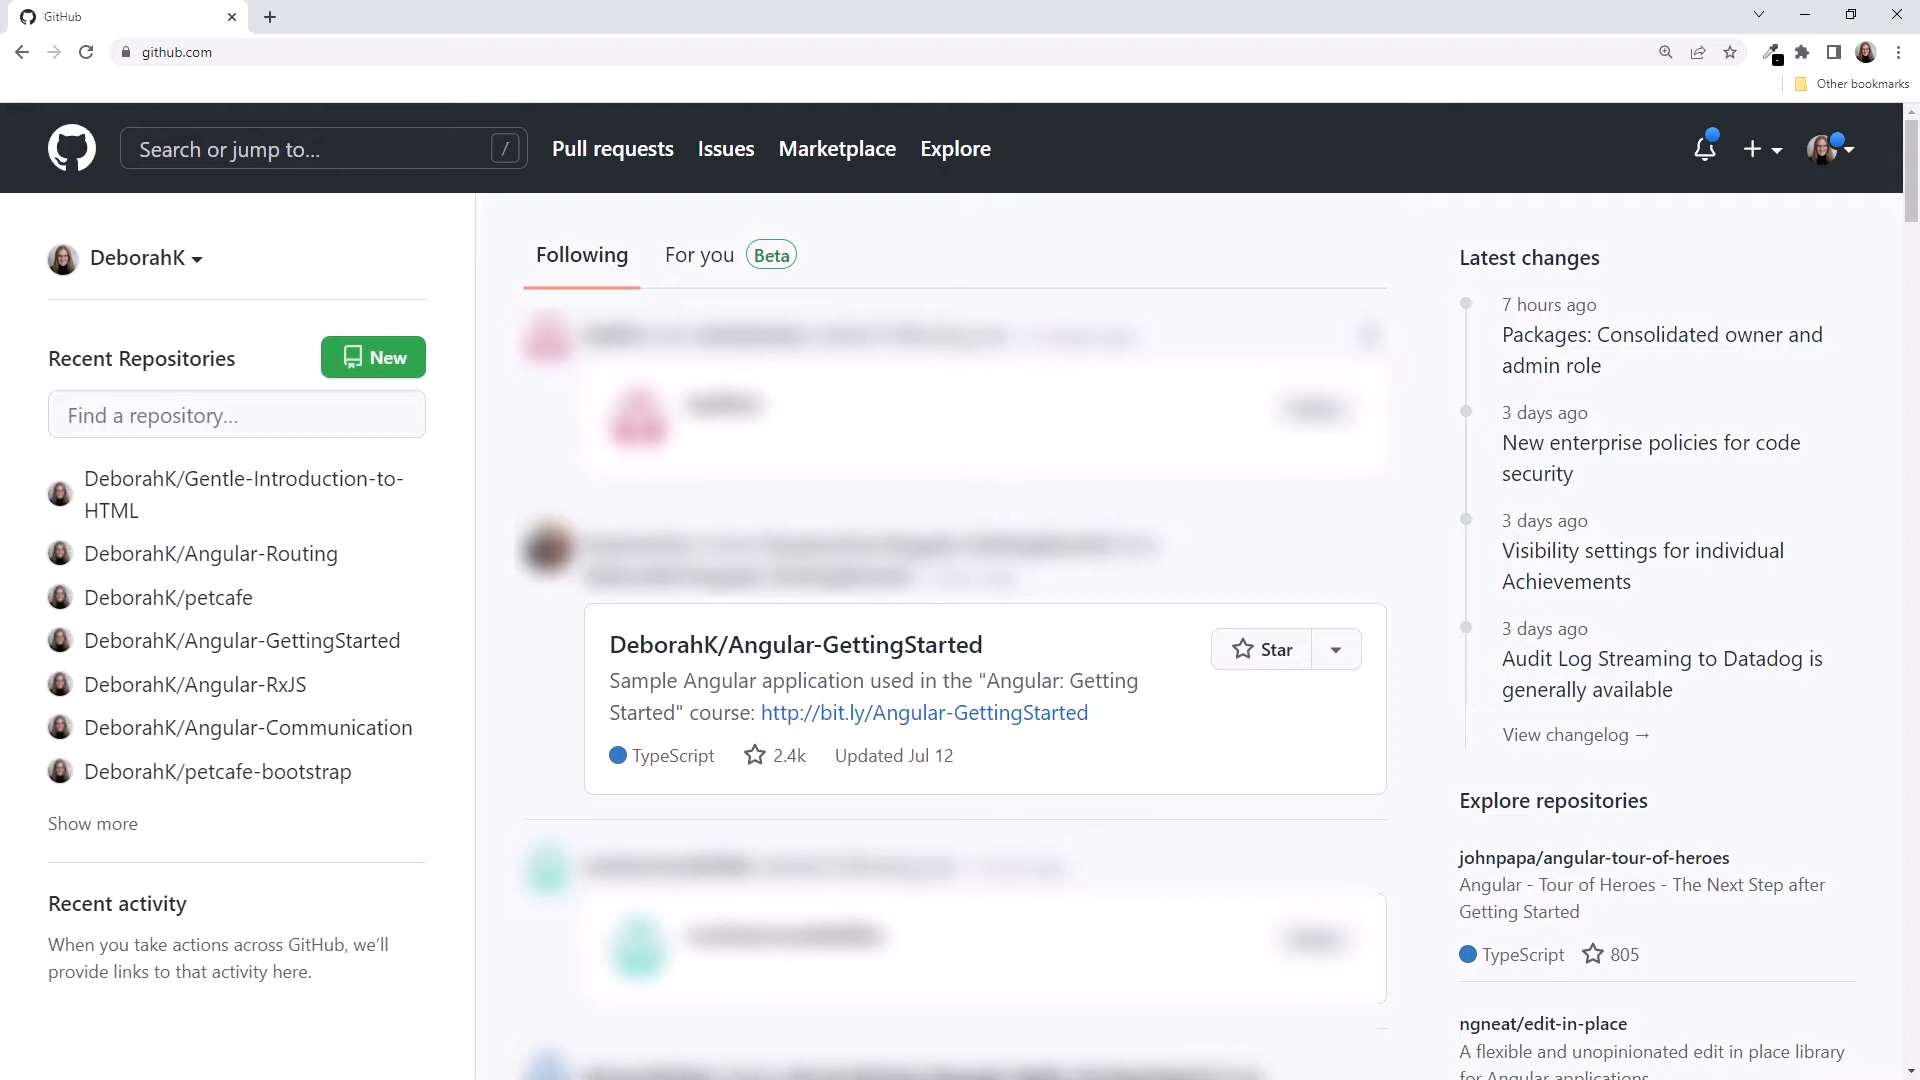 GitHub
github.com
Other bookmarks
Search or jump to... /
Pull requests Issues Marketplace Explore
DeborahK
Recent Repositories
New
Find a repository...
DeborahK/Gentle-Introduction-to-
HTML
DeborahK/Angular-Routing
DeborahK/petcafe
DeborahK/Angular-GettingStarted
DeborahK/Angular-RxJS
DeborahK/Angular-Communication
DeborahK/petcafe-bootstrap
Show more
Recent activity
When you take actions across GitHub, we'll
provide links to that activity here.
Following For you Beta
DeborahK/Angular-GettingStarted
Star
Sample Angular application used in the "Angular: Getting
Started" course: http://bit.ly/Angular-GettingStarted
TypeScript 2.4k Updated Jul 12
Latest changes
7 hours ago
Packages: Consolidated owner and
admin role
3 days ago
New enterprise policies for code
security
3 days ago
Visibility settings for individual
Achievements
3 days ago
Audit Log Streaming to Datadog is
generally available
View changelog →
Explore repositories
johnpapa/angular-tour-of-heroes
Angular - Tour of Heroes - The Next Step after
Getting Started
TypeScript 805
ngneat/edit-in-place
A flexible and unopinionated edit in place library
for Angular applications